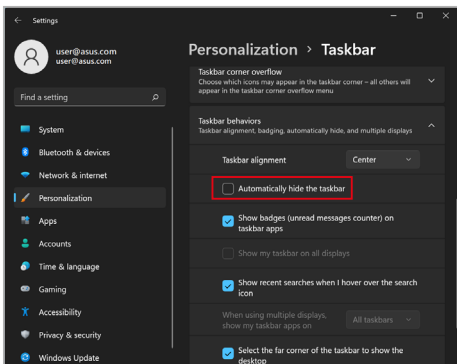 Settings
user@asus.com
user@asus.com
Find a setting
System
Bluetooth & devices
Network & internet
Personalization
Apps
Accounts
Time & language
Gaming
Accessibility
Privacy & security
Windows Update
Personalization > Taskbar
Taskbar corner overflow
Choose which icons may appear in the taskbar corner – all others will
appear in the taskbar corner overflow menu
Taskbar behaviors
Taskbar alignment, badging, automatically hide, and multiple displays
Taskbar alignment
Center
Automatically hide the taskbar
Show badges (unread messages counter) on
taskbar apps
Show my taskbar on all displays
Show recent searches when I hover over the search
icon
When using multiple displays,
show my taskbar apps on
All taskbars
Select the far corner of the taskbar to show the
desktop